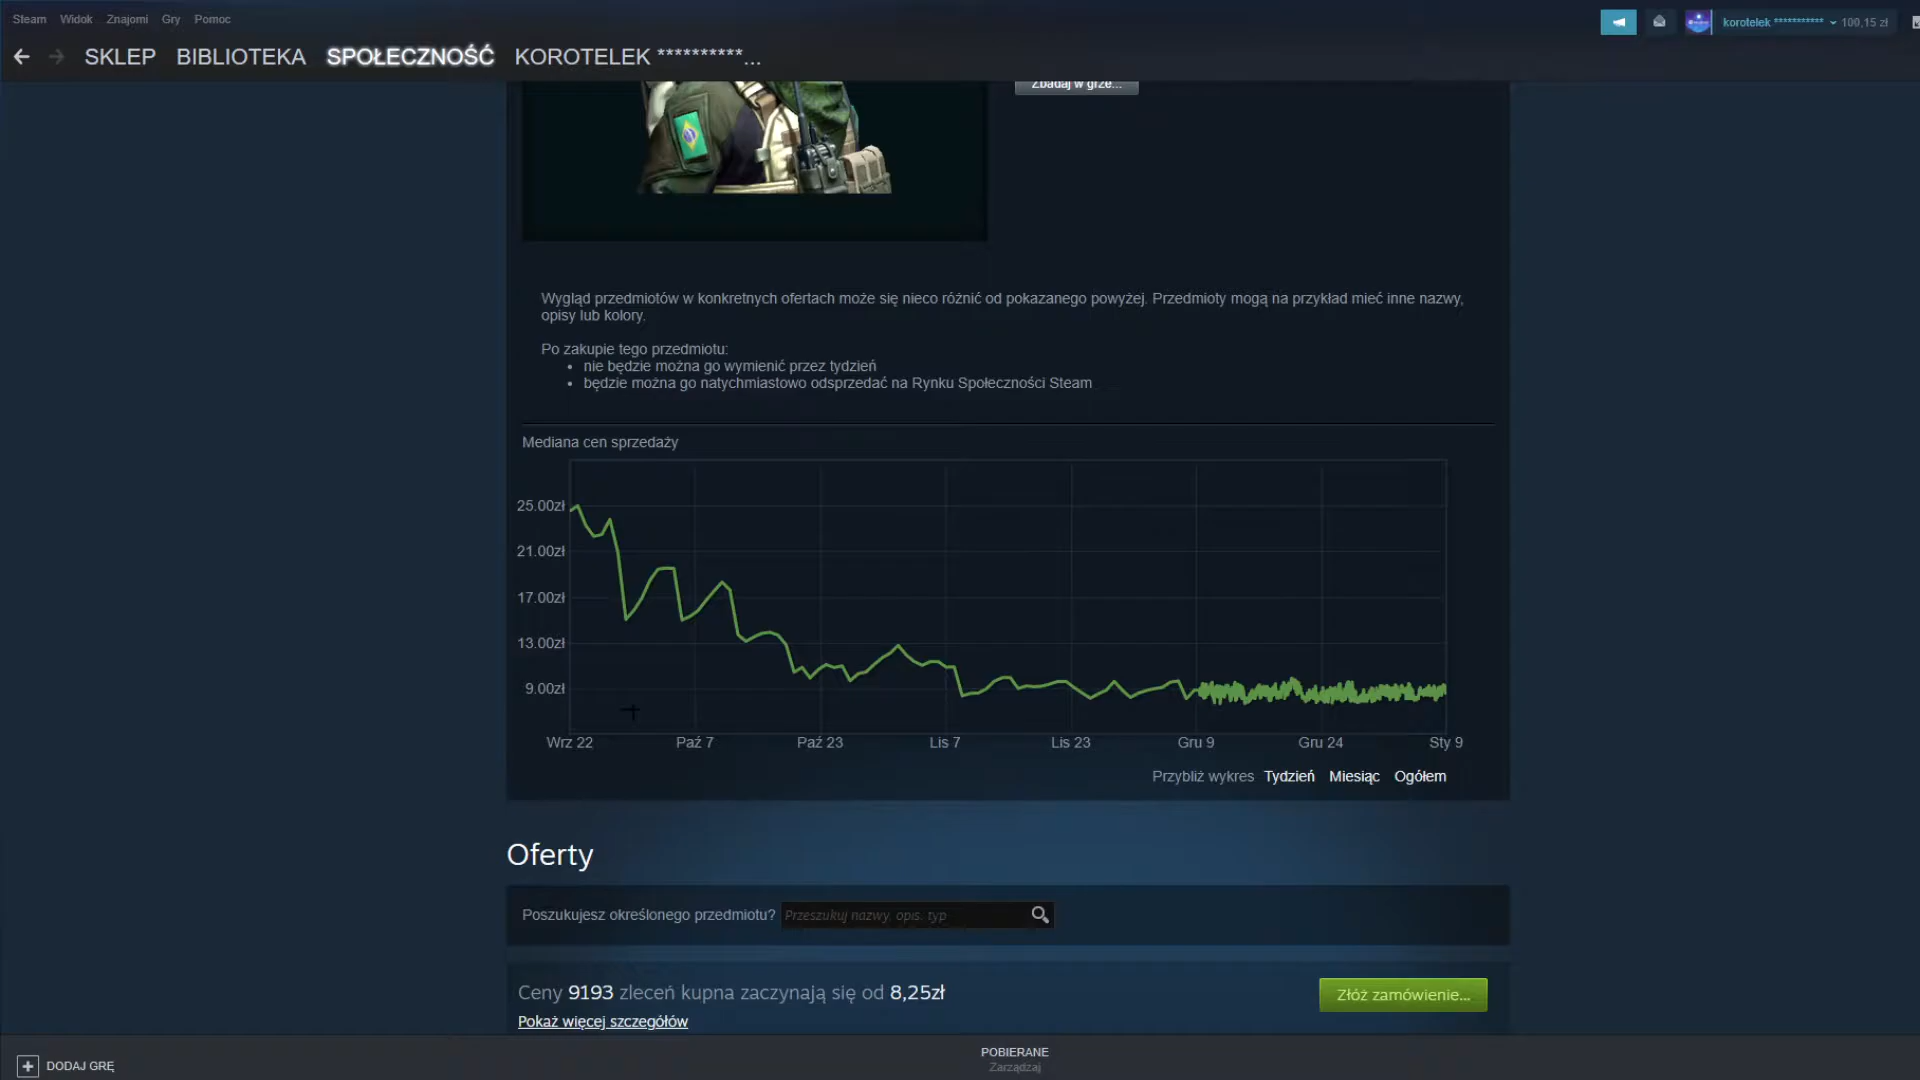 Steam Widok Znajomi Gry Pomoc
korotelek *********** 100,15 zł
SKLEP BIBLIOTEKA SPOŁECZNOŚĆ KOROTELEK **********...
Zbadaj w grze...
Wygląd przedmiotów w konkretnych ofertach może się nieco różnić od pokazanego powyżej. Przedmioty mogą na przykład mieć inne nazwy,
opisy lub kolory.
Po zakupie tego przedmiotu:
• nie będzie można go wymienić przez tydzień
• będzie można go natychmiastowo odsprzedać na Rynku Społeczności Steam
Mediana cen sprzedaży
25.00zł
21.00zł
17.00zł
13.00zł
9.00zł
Wrz 22 Paź 7 Paź 23 Lis 7 Lis 23 Gru 9 Gru 24 Sty 9
Przybliż wykres Tydzień Miesiąc Ogółem
Oferty
Poszukujesz określonego przedmiotu? Przeszukuj nazwy, opis, typ
Ceny 9193 zleceń kupna zaczynają się od 8,25zł
Złóż zamówienie...
Pokaż więcej szczegółów
POBIERANE
Zarządzaj
DODAJ GRĘ